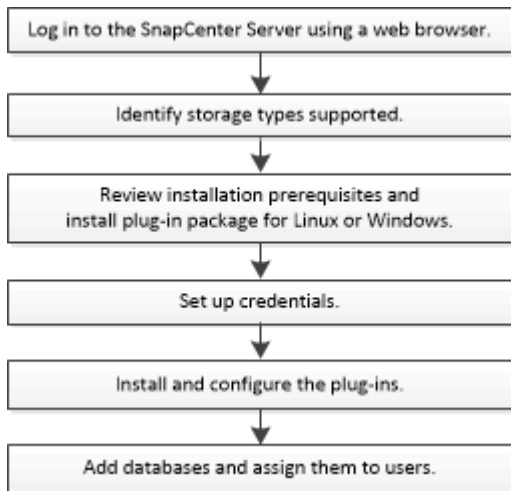 Log in to the SnapCenter Server using a web browser.
Identify storage types supported.
Review installation prerequisites and
install plug-in package for Linux or Windows.
Set up credentials.
Install and configure the plug-ins.
Add databases and assign them to users.